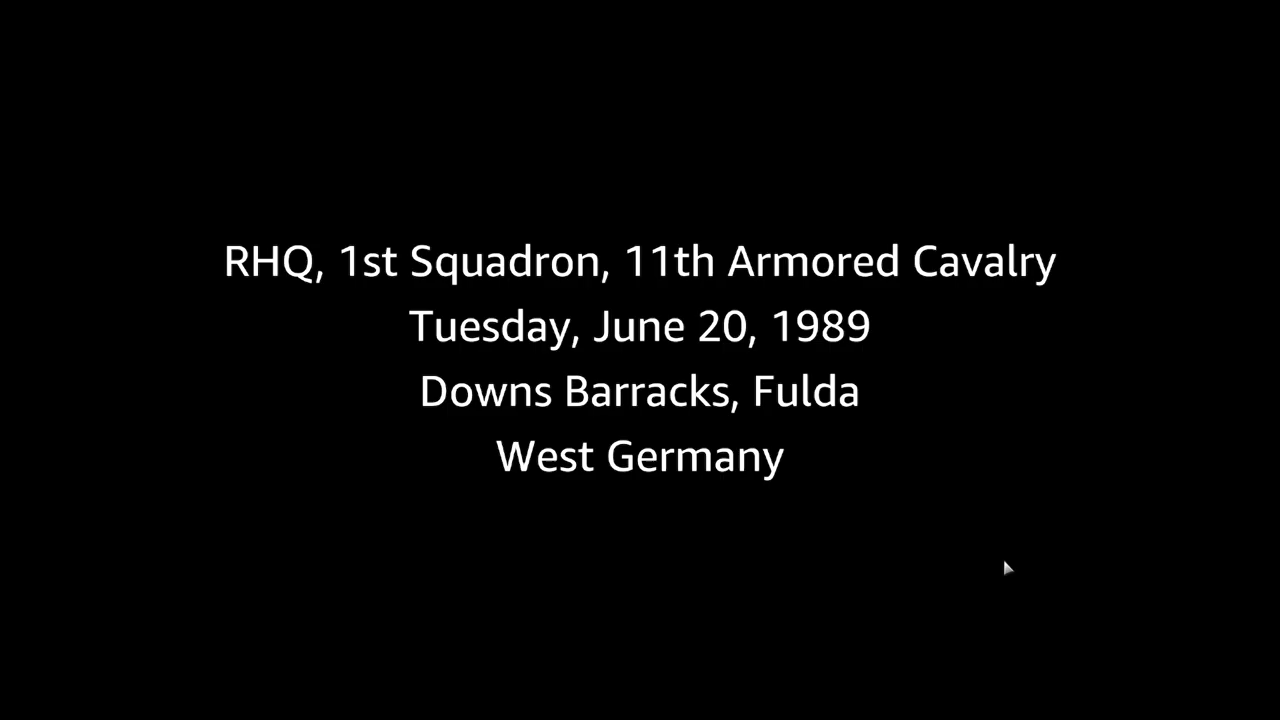 RHQ, 1st Squadron, 11th Armored Cavalry
Tuesday, June 20, 1989
Downs Barracks, Fulda
West Germany